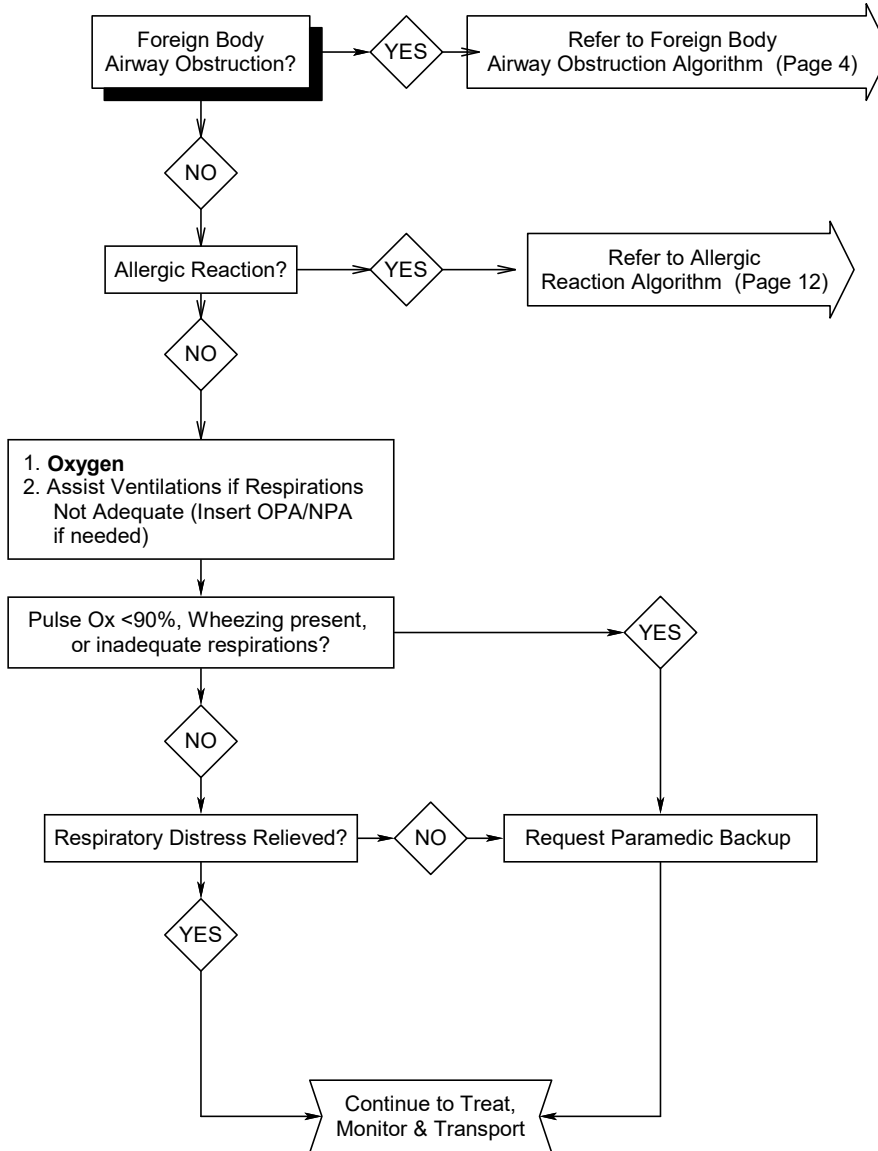 Foreign Body
Airway Obstruction?
YES
Refer to Foreign Body
Airway Obstruction Algorithm (Page 4)
NO
Allergic Reaction?
YES
Refer to Allergic
Reaction Algorithm (Page 12)
NO
1. Oxygen
2. Assist Ventilations if Respirations
Not Adequate (Insert OPA/NPA
if needed)
Pulse Ox <90%, Wheezing present,
or inadequate respirations?
YES
NO
Respiratory Distress Relieved?
NO
Request Paramedic Backup
YES
Continue to Treat,
Monitor & Transport